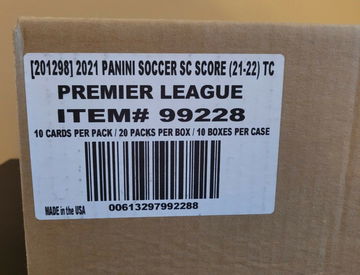 [201298] 2021 PANINI SOCCER SC SCORE (21-22) TC
PREMIER LEAGUE
ITEM# 99228
10 CARDS PER PACK / 20 PACKS PER BOX / 10 BOXES PER CASE
MADE in the USA
00613297992288